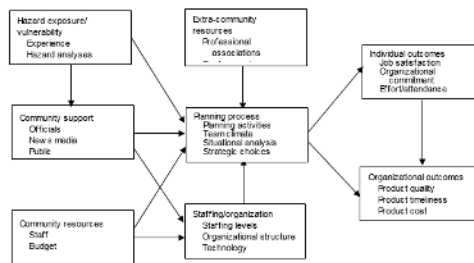 Hazard exposure/
vulnerability
Experience
Hazard analyses
Extra-community
resources
Professional
associations
Individual outcomes
Job satisfaction
Organizational
commitment
Effort/attendance
Community support
Officials
News media
Public
Planning process
Planning activities
Team climate
Situational analysis
Strategic choices
Organizational outcomes
Product quality
Product timeliness
Product cost
Community resources
Staff
Budget
Staffing/organization
Staffing levels
Organizational structure
Technology